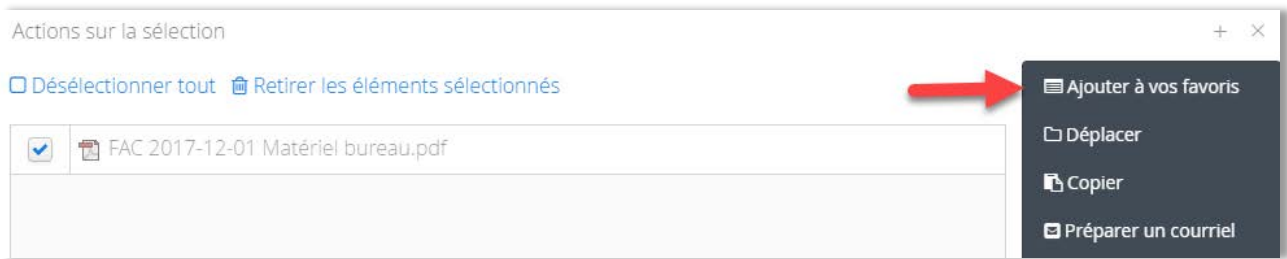 Actions sur la sélection
Désélectionner tout Retirer les éléments sélectionnés
FAC 2017-12-01 Matériel bureau.pdf
Ajouter à vos favoris
Déplacer
Copier
Préparer un courriel